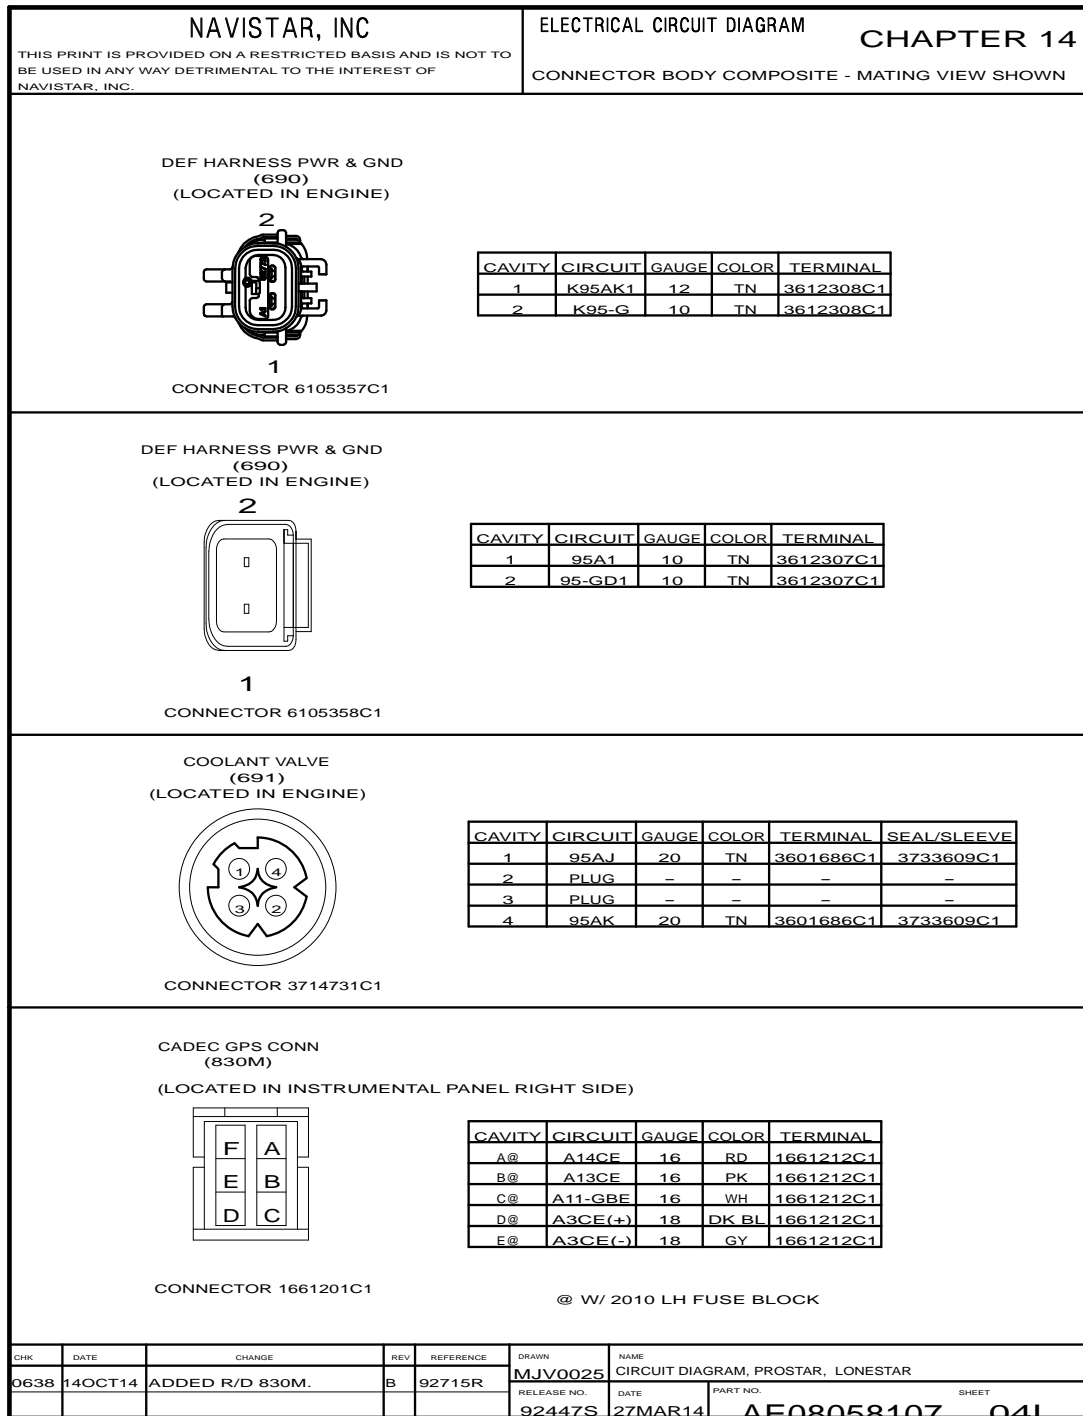 NAVISTAR, INC
THIS PRINT IS PROVIDED ON A RESTRICTED BASIS AND IS NOT TO
BE USED IN ANY WAY DETRIMENTAL TO THE INTEREST OF
NAVISTAR, INC.
ELECTRICAL CIRCUIT DIAGRAM
CHAPTER 14
CONNECTOR BODY COMPOSITE - MATING VIEW SHOWN
DEF HARNESS PWR & GND
(690)
(LOCATED IN ENGINE)
2
1
CONNECTOR 6105357C1
CAVITY CIRCUIT GAUGE COLOR TERMINAL
1 K95AK1 12 TN 3612308C1
2 K95-G 10 TN 3612308C1
DEF HARNESS PWR & GND
(690)
(LOCATED IN ENGINE)
2
1
CONNECTOR 6105358C1
CAVITY CIRCUIT GAUGE COLOR TERMINAL
1 95A1 10 TN 3612307C1
2 95-GD1 10 TN 3612307C1
COOLANT VALVE
(691)
(LOCATED IN ENGINE)
1 4
3 2
CONNECTOR 3714731C1
CAVITY CIRCUIT GAUGE COLOR TERMINAL SEAL/SLEEVE
1 95AJ 20 TN 3601686C1 3733609C1
2 PLUG – – – –
3 PLUG – – – –
4 95AK 20 TN 3601686C1 3733609C1
CADEC GPS CONN
(830M)
(LOCATED IN INSTRUMENTAL PANEL RIGHT SIDE)
F A
E B
D C
CONNECTOR 1661201C1
CAVITY CIRCUIT GAUGE COLOR TERMINAL
A@ A14CE 16 RD 1661212C1
B@ A13CE 16 PK 1661212C1
C@ A11-GBE 16 WH 1661212C1
D@ A3CE(+) 18 DK BL 1661212C1
E@ A3CE(-) 18 GY 1661212C1
@ W/ 2010 LH FUSE BLOCK
CHK DATE CHANGE REV REFERENCE
0638 14OCT14 ADDED R/D 830M. B 92715R
DRAWN
MJV0025
NAME
CIRCUIT DIAGRAM, PROSTAR, LONESTAR
RELEASE NO.
92447S
DATE
27MAR14
PART NO.
AE08058107
SHEET
04L